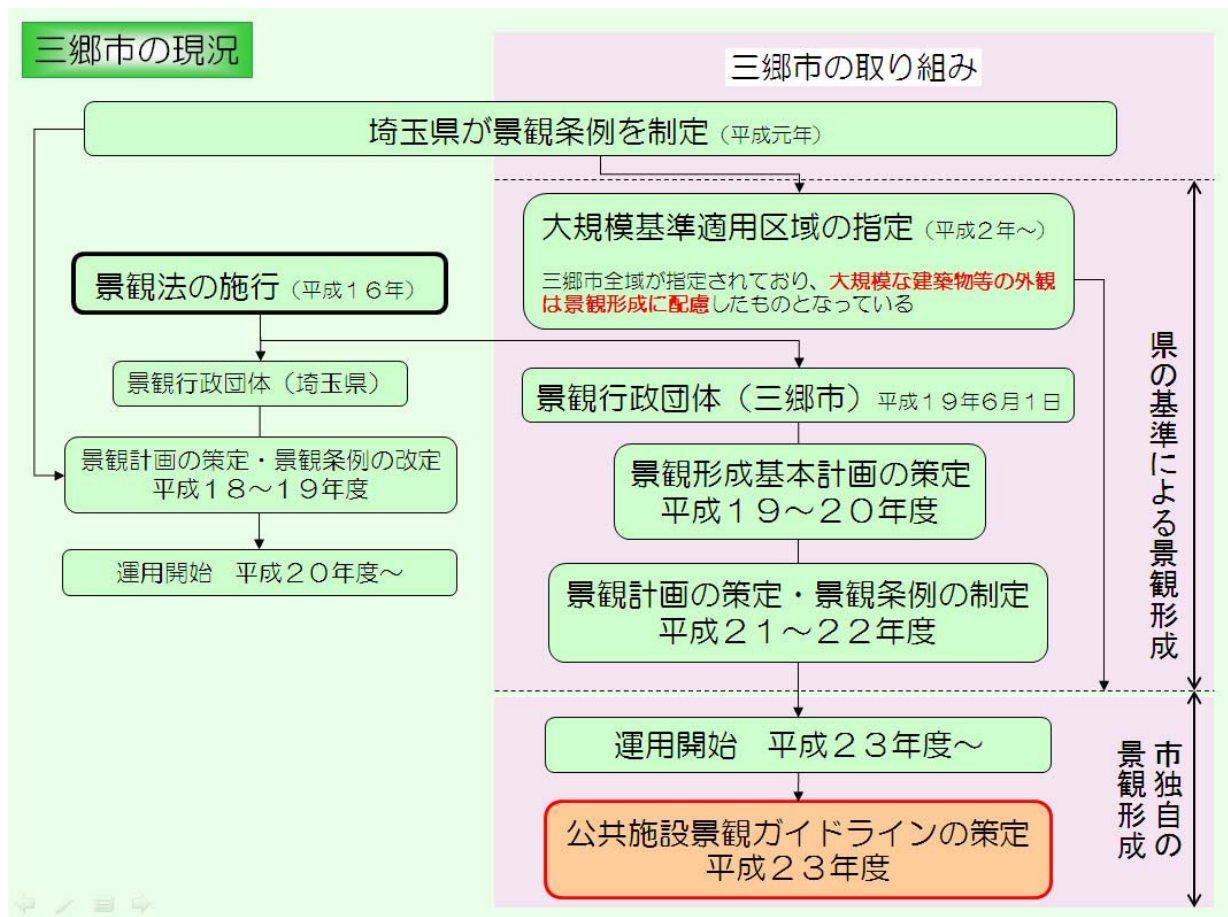 三郷市の現況
三郷市の取り組み
埼玉県が景観条例を制定（平成元年）
大規模基準適用区域の指定（平成２年～）
三郷市全域が指定されており、大規模な建築物等の外観
は景観形成に配慮したものとなっている
景観法の施行（平成１６年）
景観行政団体（埼玉県）
景観計画の策定・景観条例の改定
平成１８～１９年度
運用開始　平成２０年度～
景観行政団体（三郷市）平成１９年６月１日
景観形成基本計画の策定
平成１９～２０年度
景観計画の策定・景観条例の制定
平成２１～２２年度
運用開始　平成２３年度～
公共施設景観ガイドラインの策定
平成２３年度
県の基準による景観形成
市独自の
景観形成